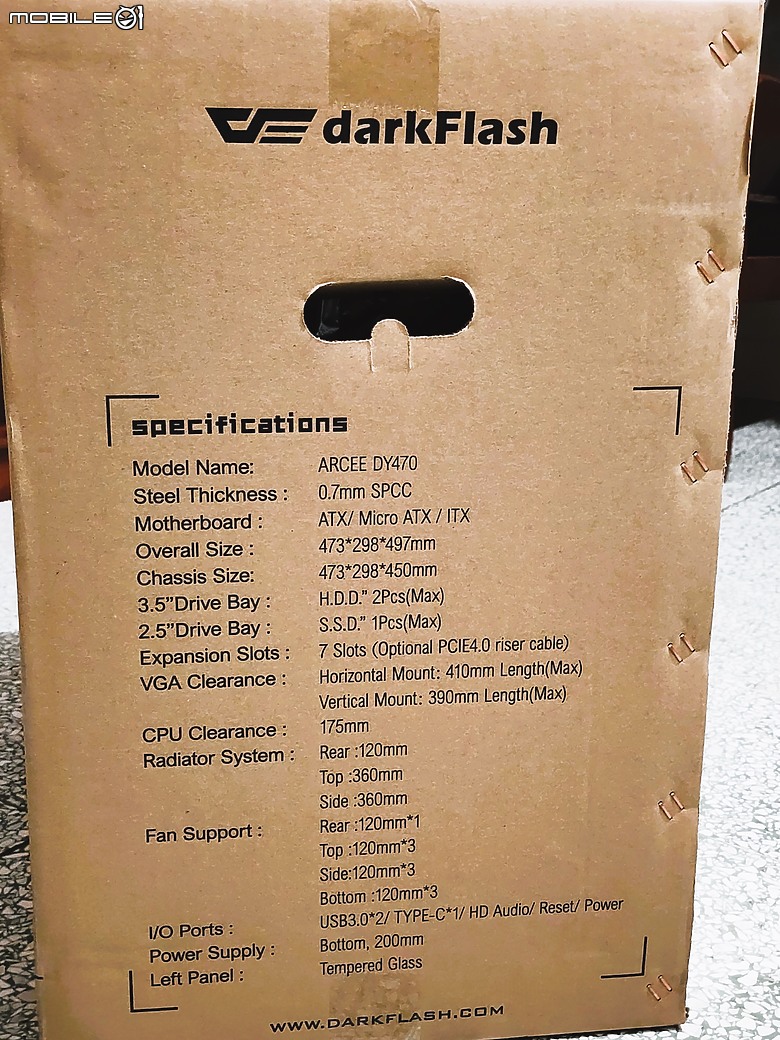 MOBILE01
darkFlash
specifications
Model Name: ARCEE DY470
Steel Thickness : 0.7mm SPCC
Motherboard : ATX/ Micro ATX / ITX
Overall Size : 473*298*497mm
Chassis Size: 473*298*450mm
3.5”Drive Bay : H.D.D.” 2Pcs(Max)
2.5”Drive Bay : S.S.D.” 1Pcs(Max)
Expansion Slots : 7 Slots (Optional PCIE4.0 riser cable)
VGA Clearance : Horizontal Mount: 410mm Length(Max)
Vertical Mount: 390mm Length(Max)
CPU Clearance : 175mm
Radiator System : Rear :120mm
Top :360mm
Side :360mm
Fan Support : Rear :120mm*1
Top :120mm*3
Side:120mm*3
Bottom :120mm*3
I/O Ports : USB3.0*2/ TYPE-C*1/ HD Audio/ Reset/ Power
Power Supply : Bottom, 200mm
Left Panel : Tempered Glass
WWW.DARKFLASH.COM